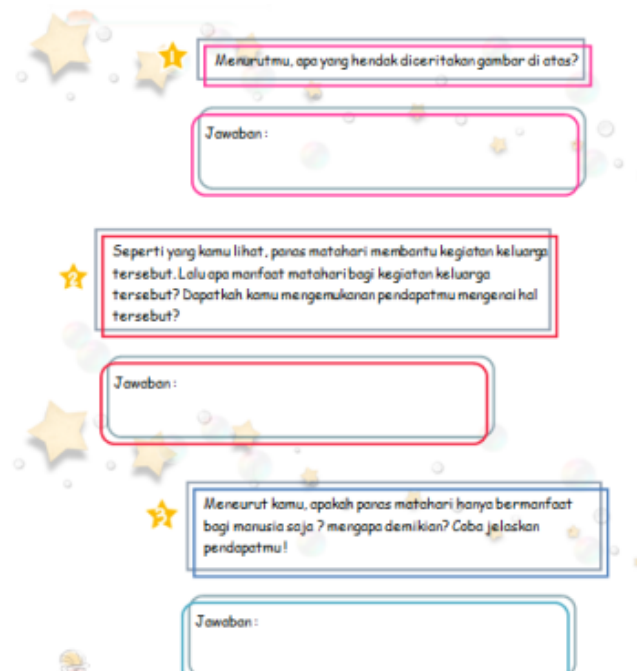 1
Menurutmu, apa yang hendak diceritakan gambar di atas?
Jawaban :
2
Seperti yang kamu lihat, panas matahari membantu kegiatan keluarga
tersebut. Lalu apa manfaat matahari bagi kegiatan keluarga
tersebut? Dapatkah kamu mengemukanan pendapatmu mengenai hal
tersebut?
Jawaban :
3
Meneurut kamu, apakah panas matahari hanya bermanfaat
bagi manusia saja ? mengapa demikian? Coba jelaskan
pendapatmu!
Jawaban :